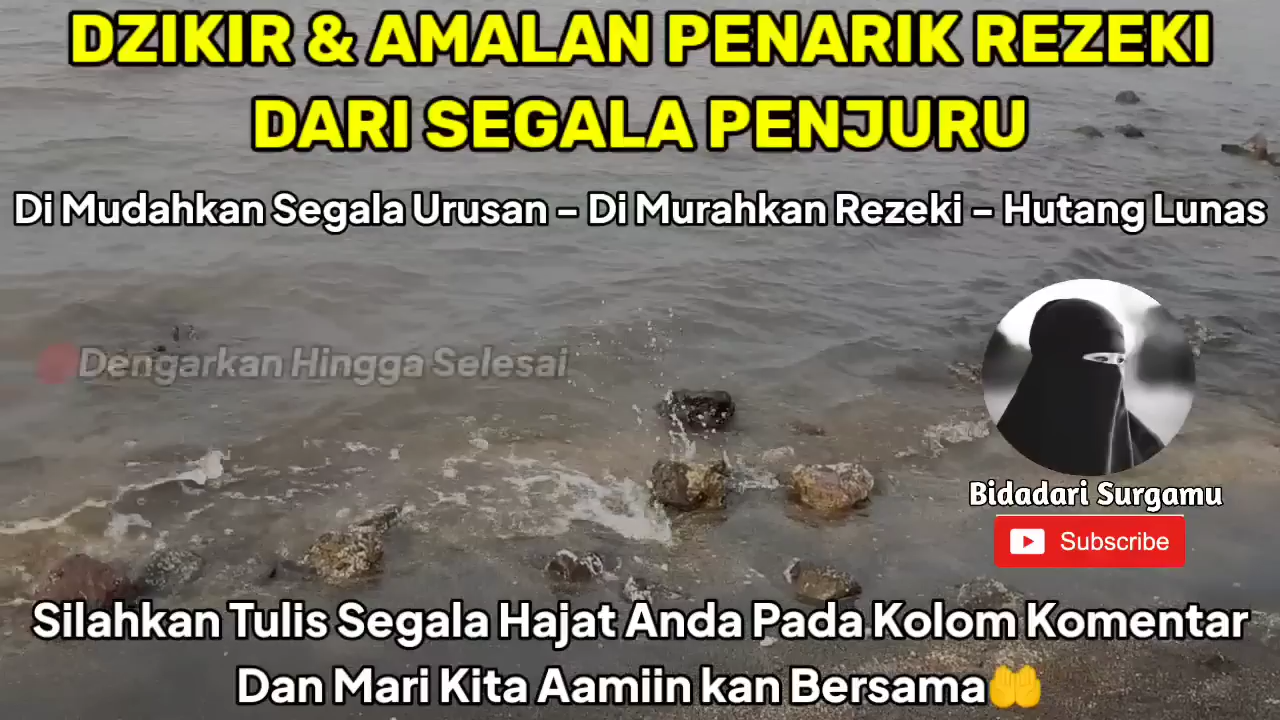 DZIKIR & AMALAN PENARIK REZEKI
DARI SEGALA PENJURU
Di Mudahkan Segala Urusan - Di Murahkan Rezeki - Hutang Lunas
Dengarkan Hingga Selesai
Bidadari Surgamu
Subscribe
Silahkan Tulis Segala Hajat Anda Pada Kolom Komentar
Dan Mari Kita Aamiin kan Bersama🤲